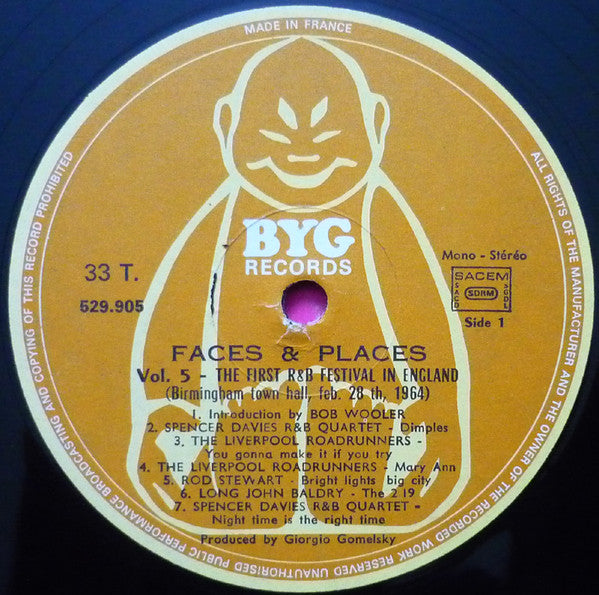 MADE IN FRANCE
ALL RIGHTS OF THE MANUFACTURER AND THE OWNER OF THE RECORDED WORK RESERVED UNAUTHORISED PUBLIC PERFORMANCE BROADCASTING AND COPYING OF THIS RECORD PROHIBITED
BYG
RECORDS
33 T.
529.905
Mono - Stéréo
SACEM
SACD
SDRM
SGDL
Side 1
FACES & PLACES
Vol. 5 - THE FIRST R&B FESTIVAL IN ENGLAND
(Birmingham town hall, feb. 28 th, 1964)
1. Introduction by BOB WOOLER
2. SPENCER DAVIES R&B QUARTET - Dimples
3. THE LIVERPOOL ROADRUNNERS -
You gonna make it if you try
4. THE LIVERPOOL ROADRUNNERS - Mary Ann
5. ROD STEWART - Bright lights big city
6. LONG JOHN BALDRY - The 2 19
7. SPENCER DAVIES R&B QUARTET -
Night time is the right time
Produced by Giorgio Gomelsky